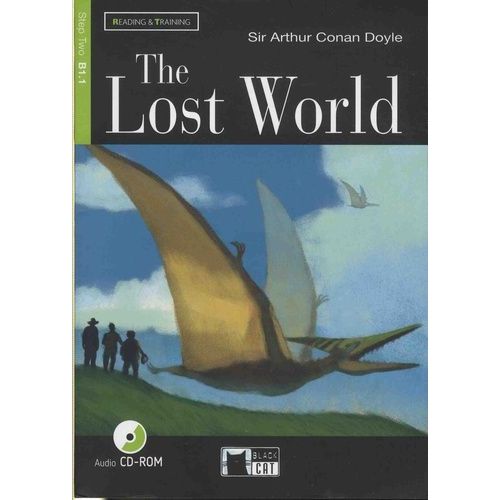 READING & TRAINING
Step Two B1.1
Sir Arthur Conan Doyle
The
Lost World
Audio CD-ROM
BLACK
CAT